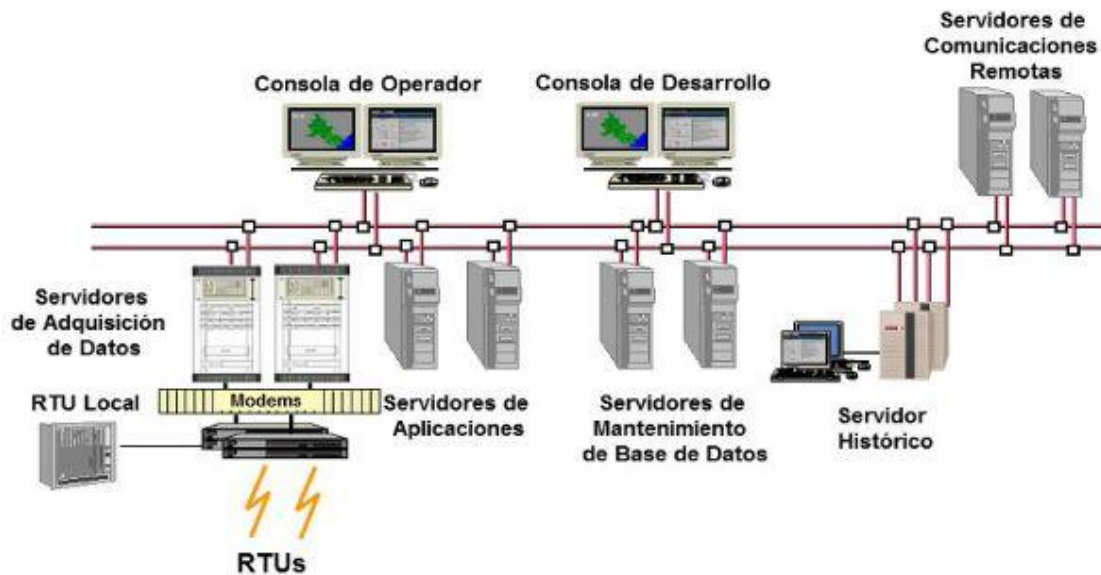 Servidores de
Comunicaciones
Remotas
Consola de Operador
Consola de Desarrollo
Servidores
de Adquisición
de Datos
RTU Local
Modems
Servidores de
Aplicaciones
Servidores de
Mantenimiento
de Base de Datos
Servidor
Histórico
RTUs